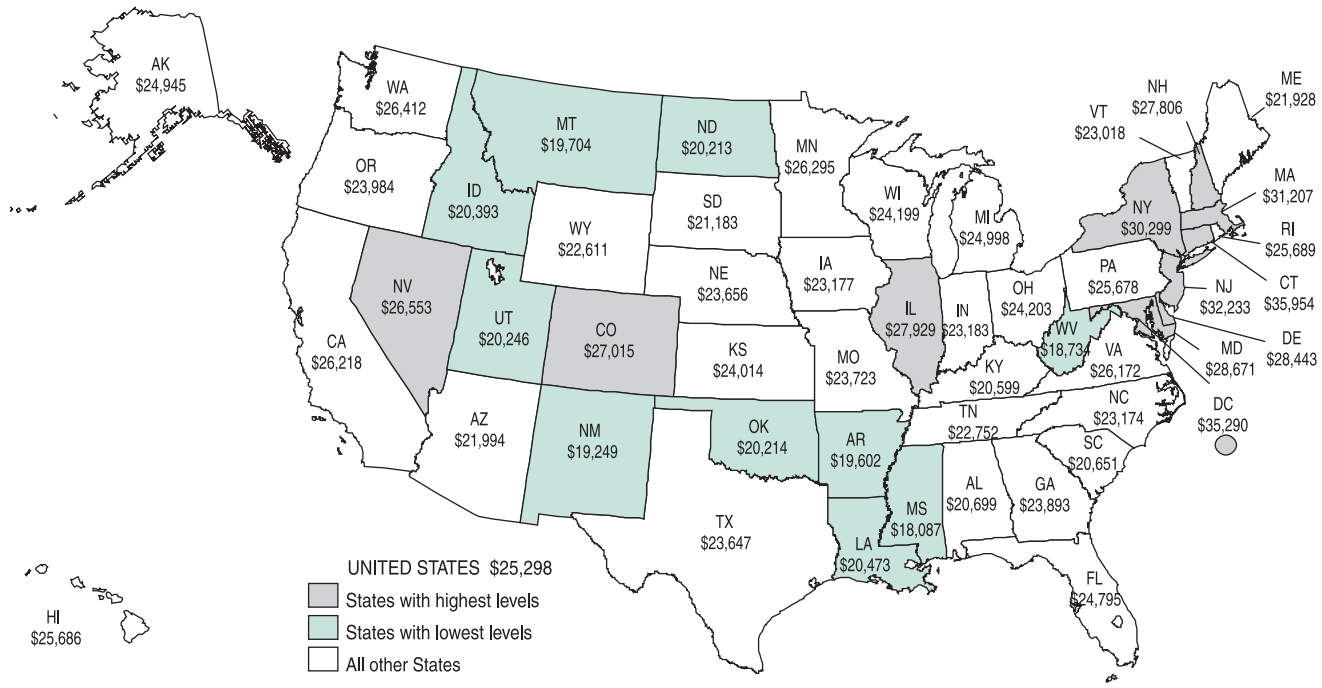 AK
$24,945
WA
$26,412
MT
$19,704
ND
$20,213
MN
$26,295
OR
$23,984
ID
$20,393
WY
$22,611
SD
$21,183
WI
$24,199
MI
$24,998
VT
$23,018
NH
$27,806
ME
$21,928
MA
$31,207
NY
$30,299
RI
$25,689
CT
$35,954
NJ
$32,233
PA
$25,678
DE
$28,443
MD
$28,671
DC
$35,290
NV
$26,553
UT
$20,246
CO
$27,015
NE
$23,656
IA
$23,177
IL
$27,929
IN
$23,183
OH
$24,203
WV
$18,734
VA
$26,172
CA
$26,218
KS
$24,014
MO
$23,723
KY
$20,599
TN
$22,752
NC
$23,174
SC
$20,651
AZ
$21,994
NM
$19,249
OK
$20,214
AR
$19,602
MS
$18,087
AL
$20,699
GA
$23,893
TX
$23,647
LA
$20,473
FL
$24,795
HI
$25,686
UNITED STATES $25,298
States with highest levels
States with lowest levels
All other States